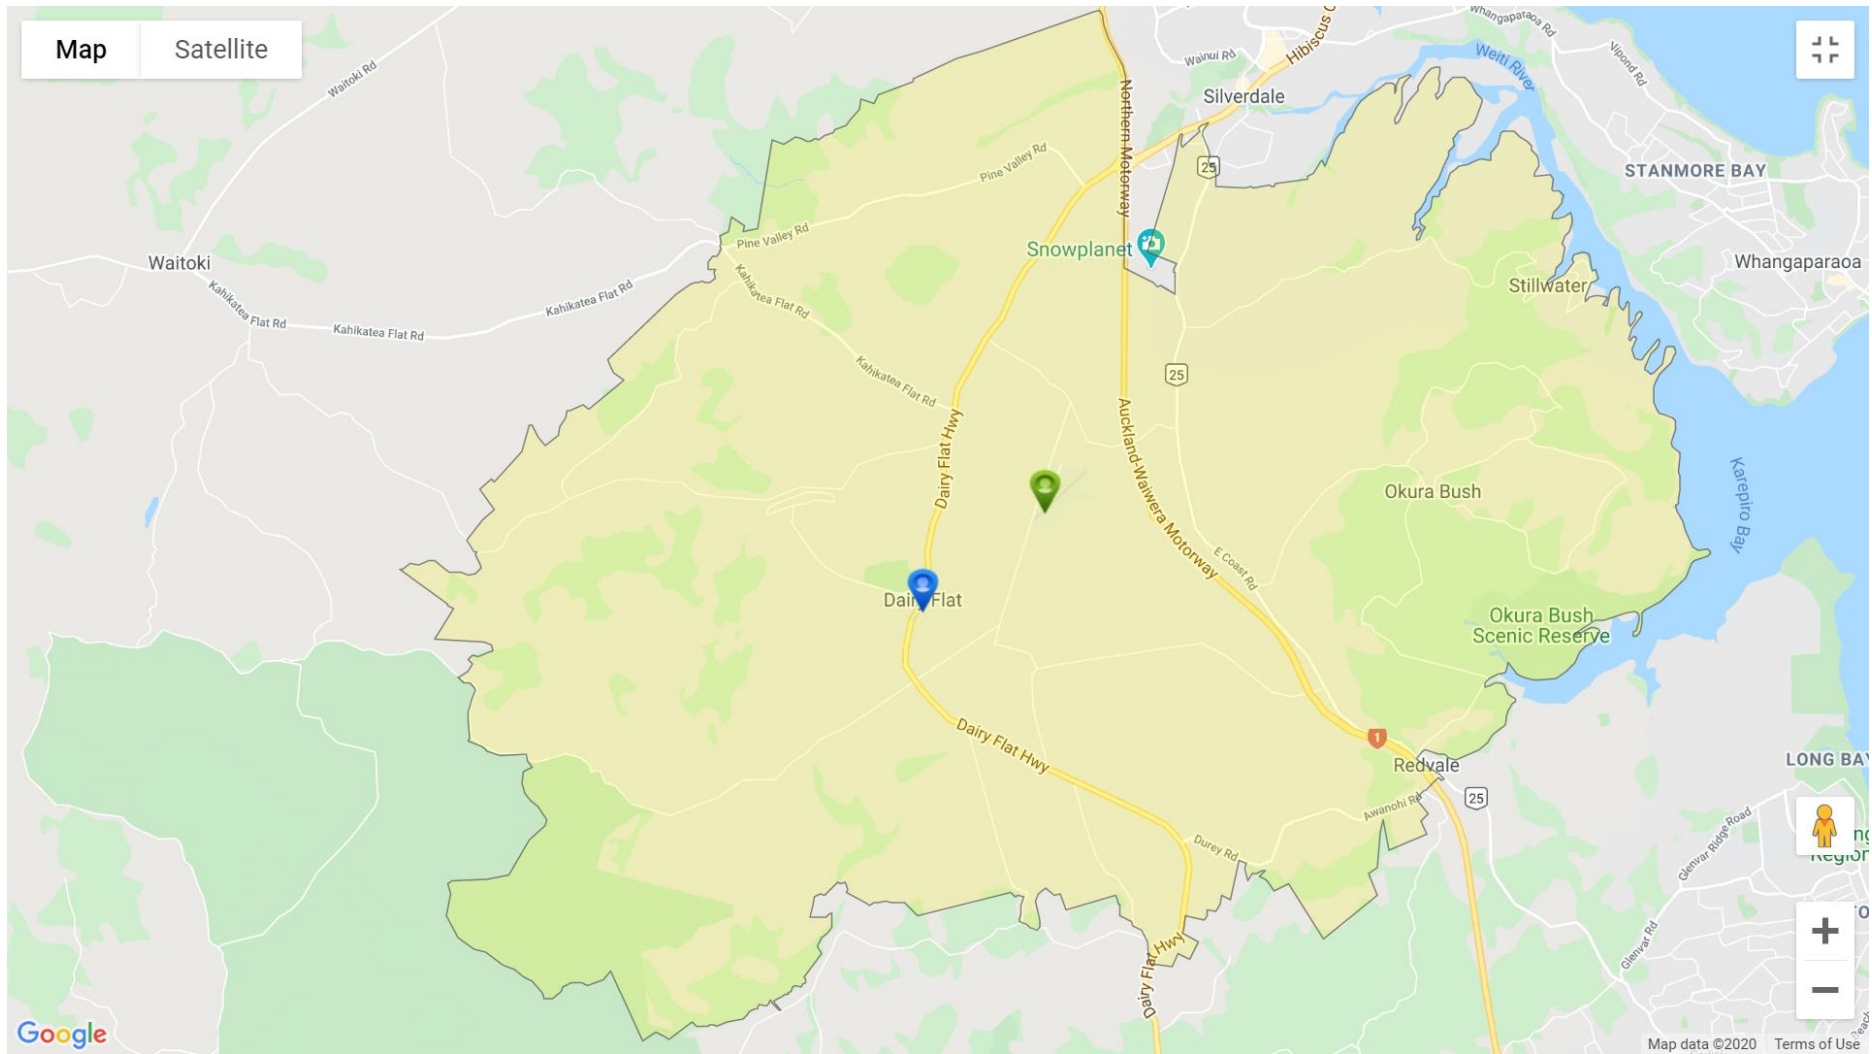 Map
Satellite
Waitoki Rd
Wainui Rd
Hibiscus C
Whangaparaoa Rd
Vipond Rd
Weiti River
Silverdale
Northern Motorway
25
STANMORE BAY
Pine Valley Rd
Pine Valley Rd
Snowplanet
Waitoki
Whangaparaoa
Stillwater
Kahikatea Flat Rd
Kahikatea Flat Rd
Kahikatea Flat Rd
Kahikatea Flat Rd
Kahikatea Flat Rd
25
Dairy Flat Hwy
Auckland-Waiwera Motorway
Okura Bush
Karepiro Bay
E Coast Rd
Dairy Flat
Okura Bush
Scenic Reserve
Dairy Flat Hwy
1
Redvale
LONG BAY
25
Awanohi Rd
Durey Rd
Glenvar Ridge Road
ng
Region
TO
Glenvar Rd
Dairy Flat Hwy
Google
Map data ©2020
Terms of Use